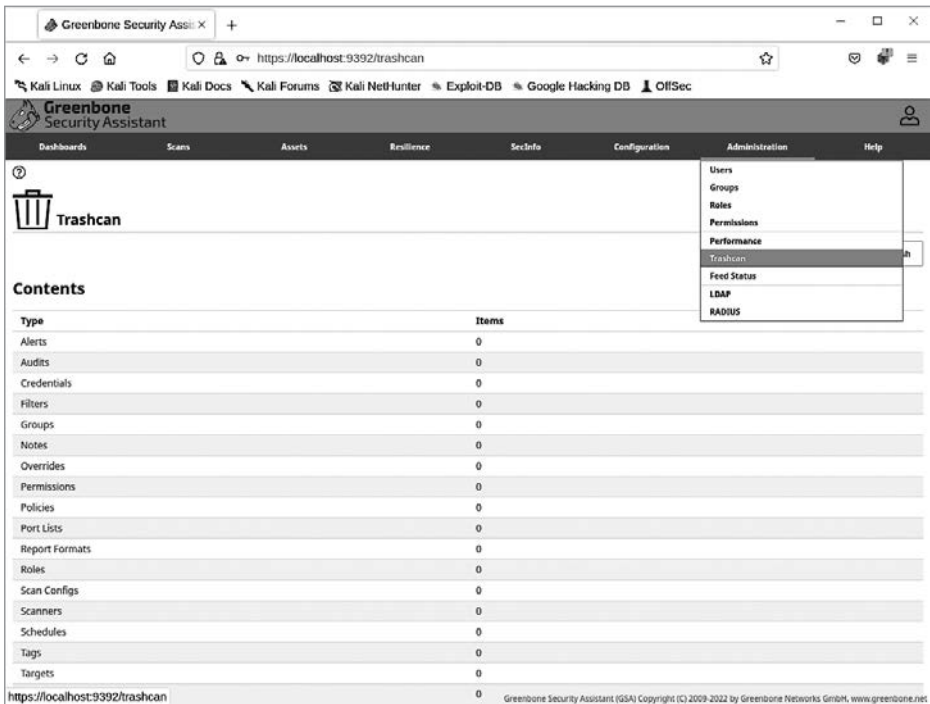 Greenbone Security Assis
https://localhost:9392/trashcan
Kali Linux Kali Tools Kali Docs Kali Forums Kali NetHunter Exploit-DB Google Hacking DB OffSec
Greenbone
Security Assistant
Dashboards Scans Assets Resilience SecInfo Configuration Administration Help
Users
Groups
Roles
Permissions
Performance
Trashcan
Feed Status
LDAP
RADIUS
Trashcan
Contents
Type Items
Alerts 0
Audits 0
Credentials 0
Filters 0
Groups 0
Notes 0
Overrides 0
Permissions 0
Policies 0
Port Lists 0
Report Formats 0
Roles 0
Scan Configs 0
Scanners 0
Schedules 0
Tags 0
Targets 0
0
https://localhost:9392/trashcan
Greenbone Security Assistant (GSA) Copyright (C) 2009-2022 by Greenbone Networks GmbH, www.greenbone.net